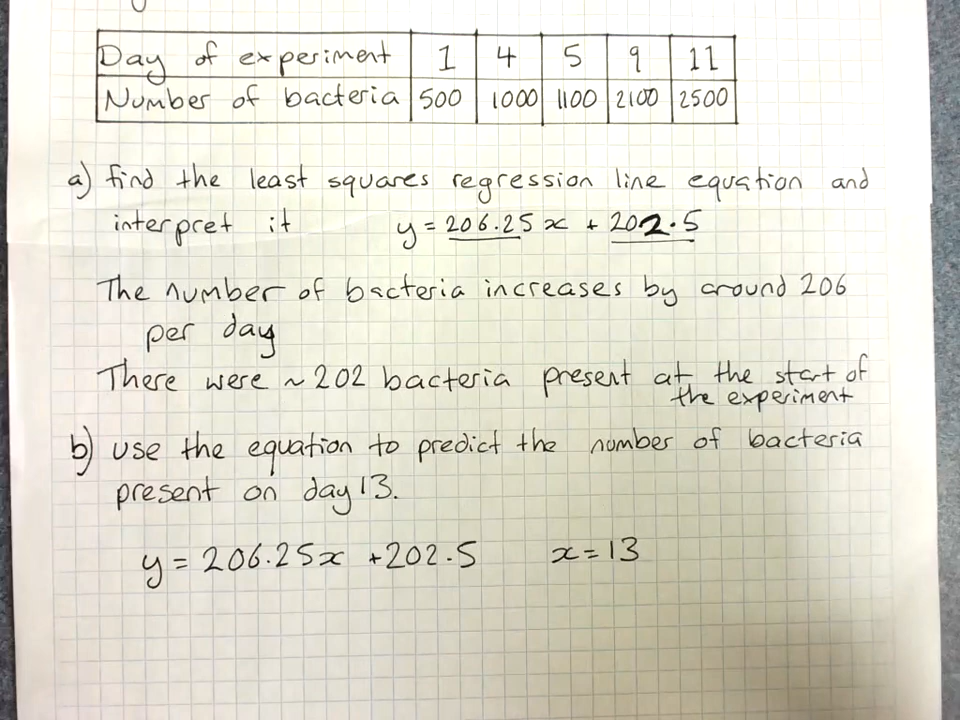 Day of experiment 1 4 5 9 11
Number of bacteria 500 1000 1100 2100 2500
a) find the least squares regression line equation and
interpret it y = 206.25x + 202.5
The number of bacteria increases by around 206
per day
There were ~ 202 bacteria present at the start of
the experiment
b) use the equation to predict the number of bacteria
present on day 13.
y = 206.25x + 202.5 x = 13